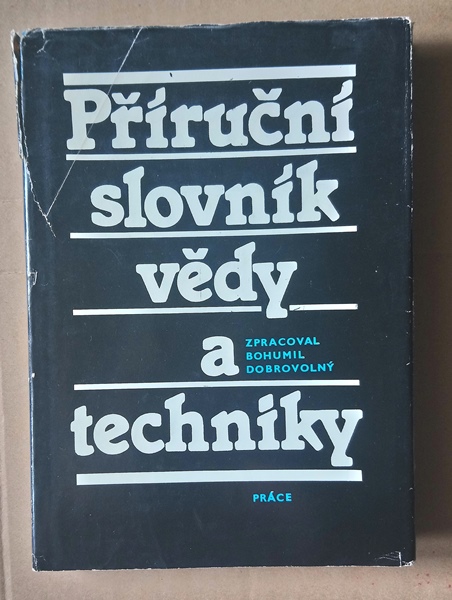 Příruční
slovník
vědy
a
ZPRACOVAL
BOHUMIL
DOBROVOLNÝ
techniky
PRÁCE